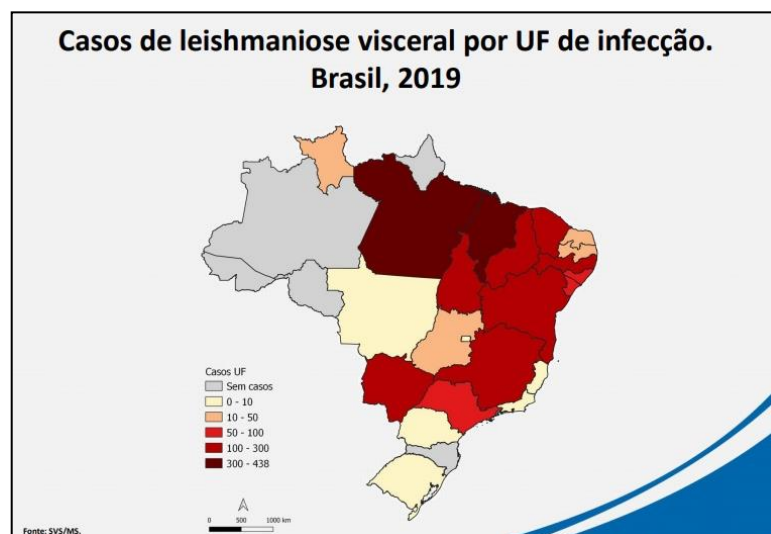 Casos de leishmaniose visceral por UF de infecção.
Brasil, 2019
Casos UF
Sem casos
0 - 10
10 - 50
50 - 100
100 - 300
300 - 438
0 500 1000 km
Fonte: SVS/MS.